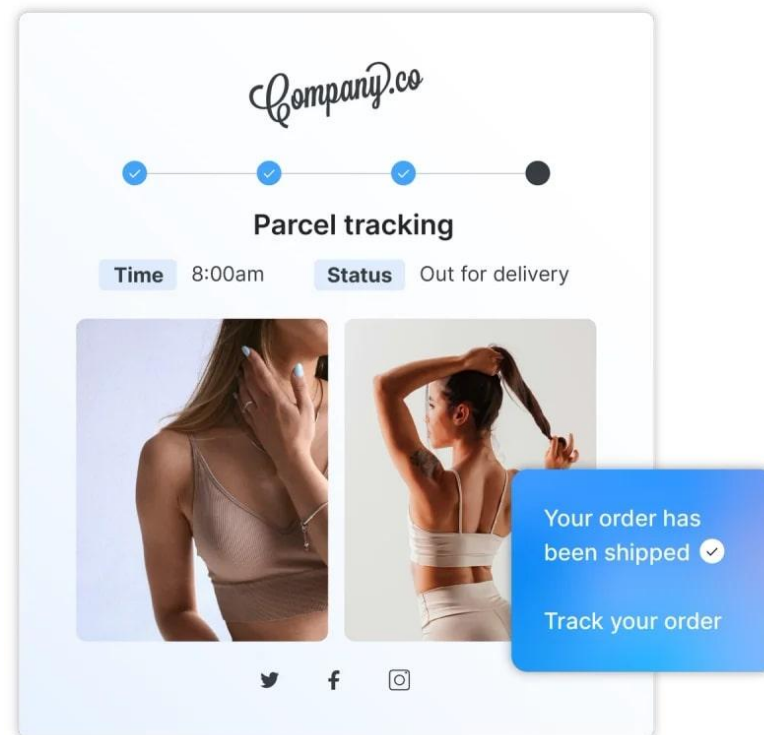 Company.co
Parcel tracking
Time 8:00am Status Out for delivery
Your order has
been shipped
Track your order